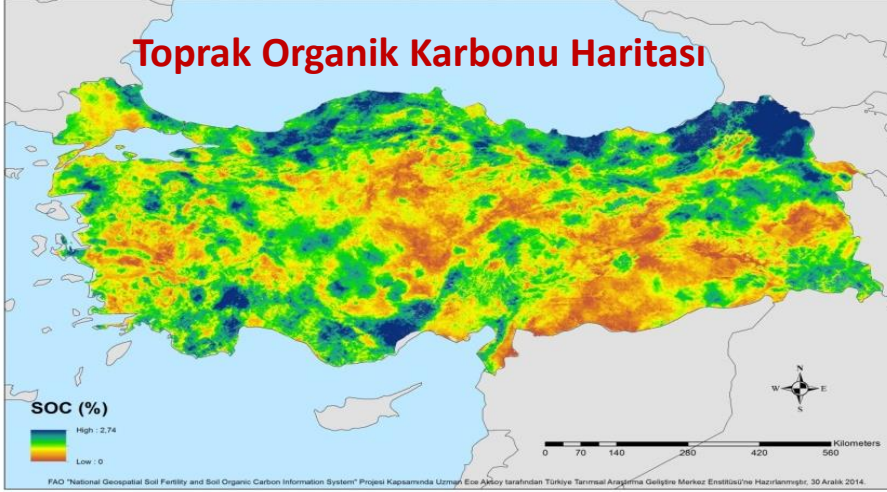 Toprak Organik Karbonu Haritası
N
W E
S
SOC (%)
High : 2,74
Low : 0
Kilometers
0 70 140 280 420 560
FAO "National Geospatial Soil Fertility and Soil Organic Carbon Information System" Projesi Kapsamında Uzman Ece Aksoy tarafından Türkiye Tarımsal Araştırma Geliştire Merkez Enstitüsü'ne Hazırlanmıştır, 30 Aralık 2014.